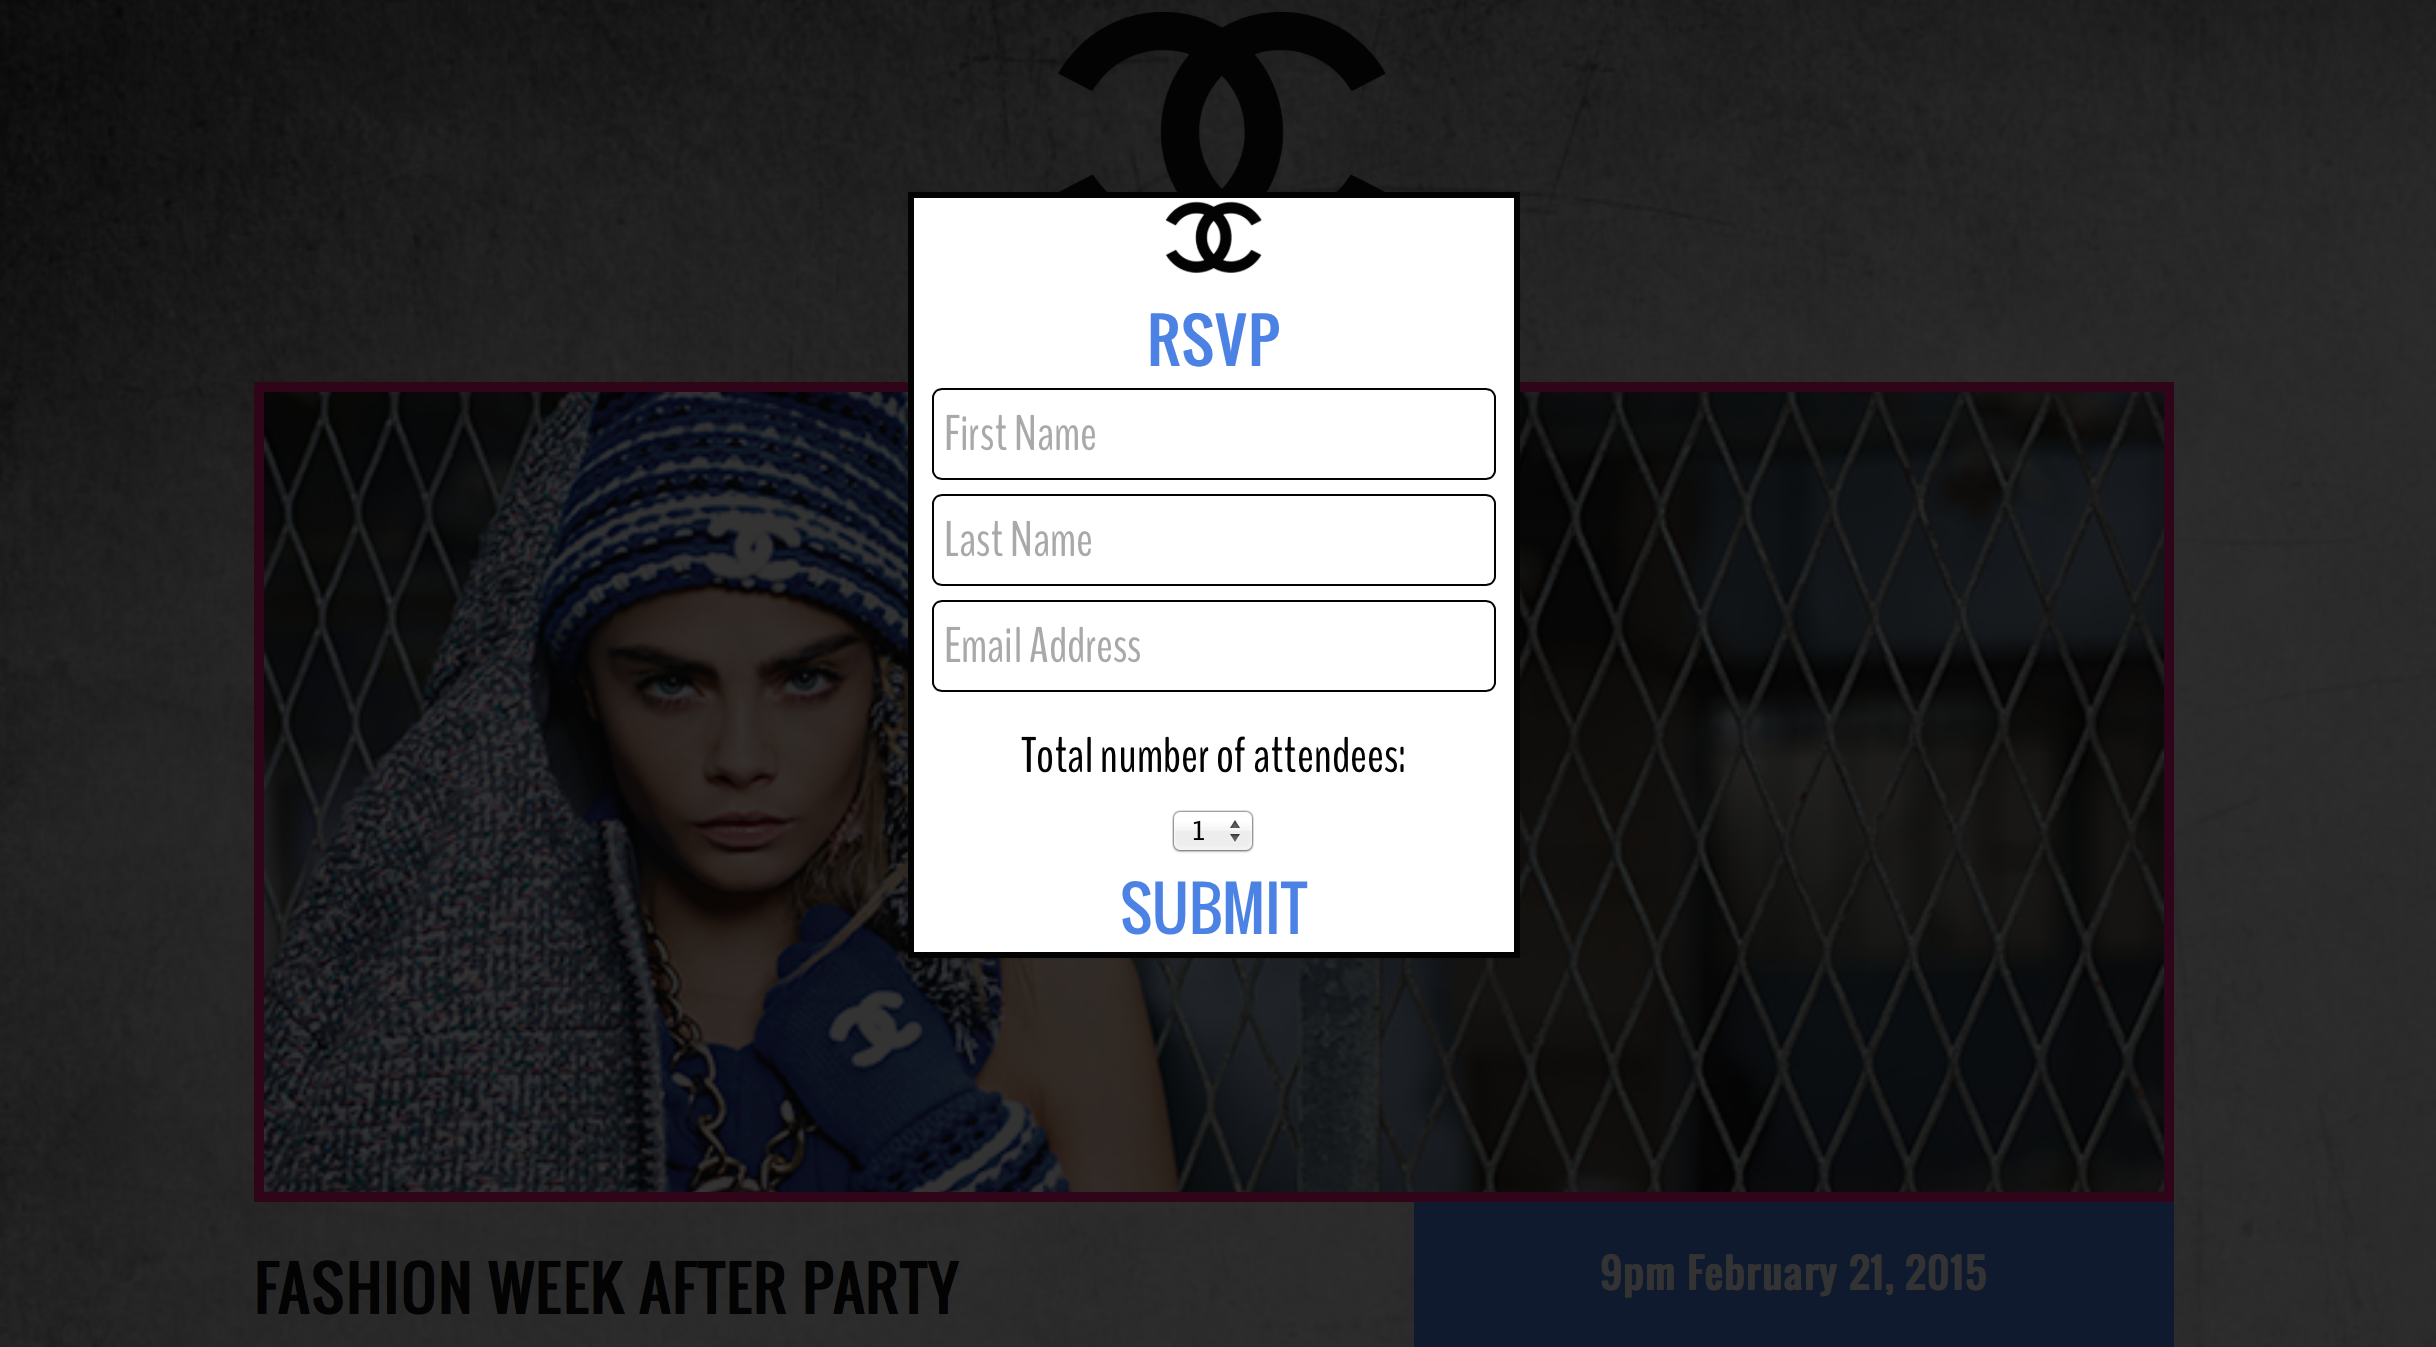 RSVP
First Name
Last Name
Email Address
Total number of attendees:
1
SUBMIT
FASHION WEEK AFTER PARTY
9pm February 21, 2015